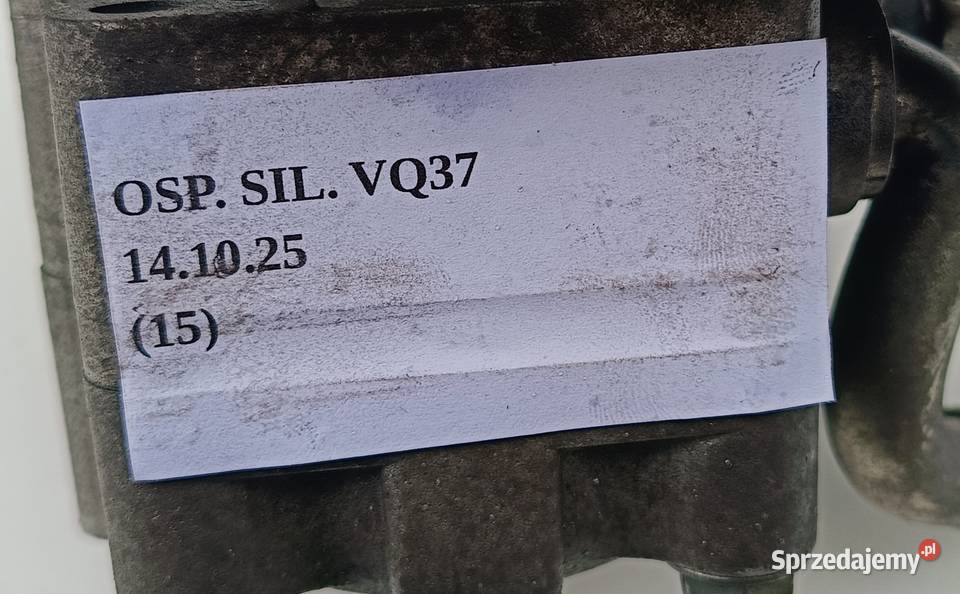 OSP. SIL. VQ37
14.10.25
(15)
Sprzedajemy.pl